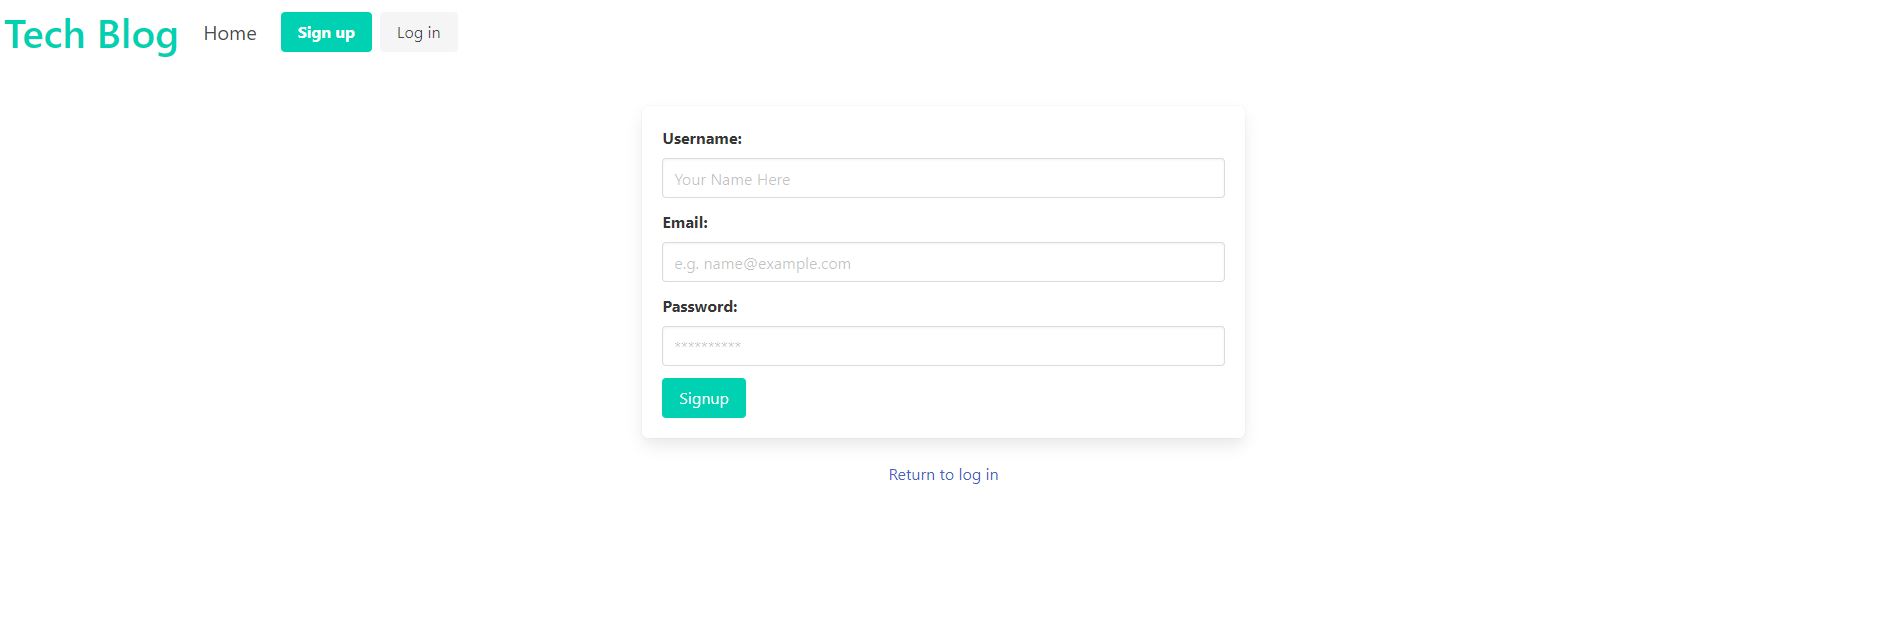 Tech Blog Home Sign up Log in
Username:
Your Name Here
Email:
e.g. name@example.com
Password:
**********
Signup
Return to log in